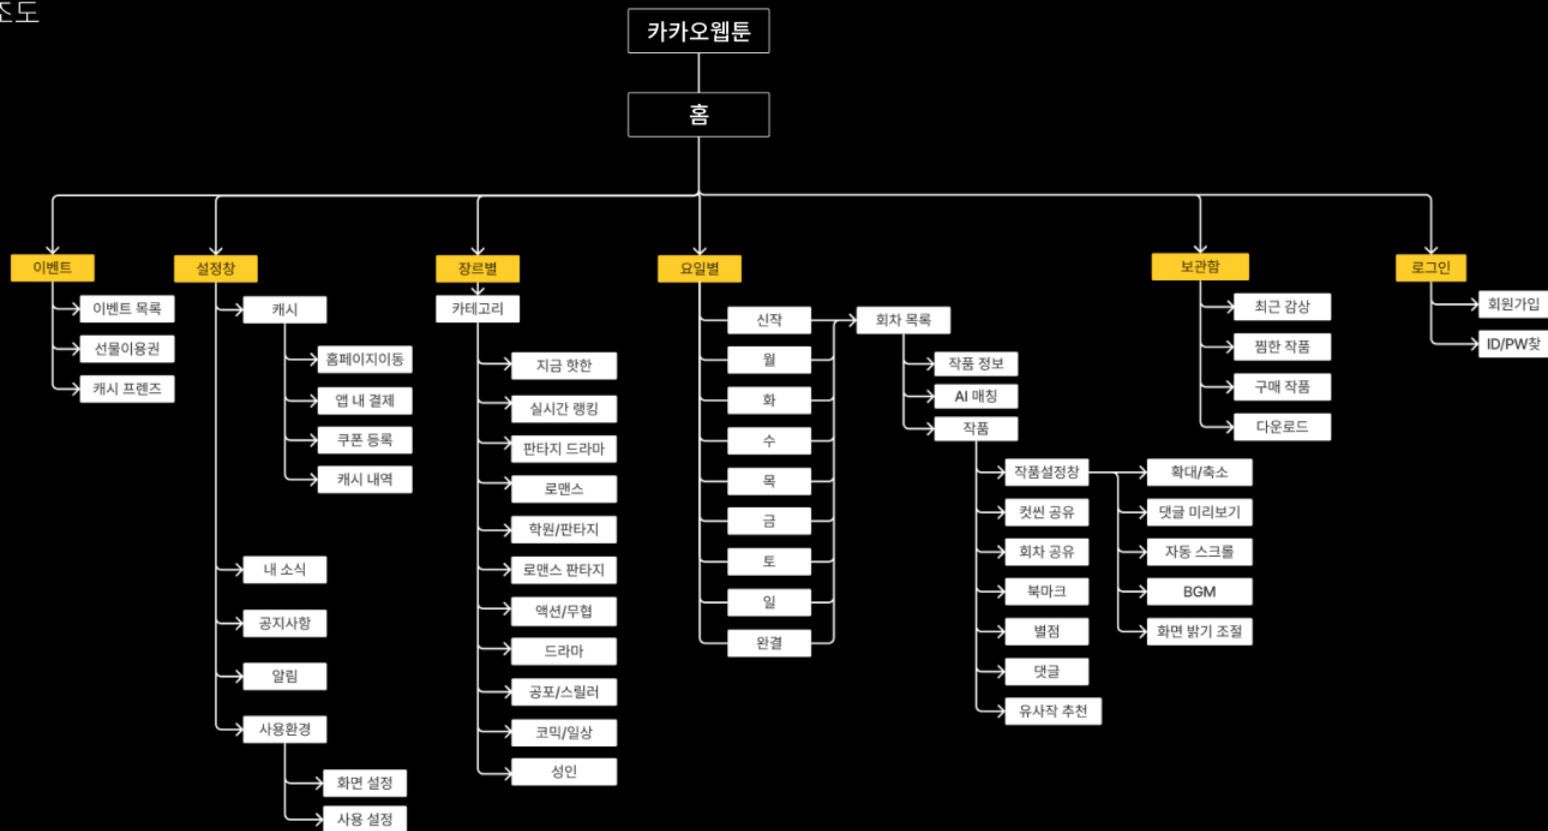 조도
카카오웹툰
홈
이벤트
이벤트 목록
선물이용권
캐시 프렌즈
설정창
캐시
홈페이지이동
앱 내 결제
쿠폰 등록
캐시 내역
내 소식
공지사항
알림
사용환경
화면 설정
사용 설정
장르별
카테고리
지금 핫한
실시간 랭킹
판타지 드라마
로맨스
학원/판타지
로맨스 판타지
액션/무협
드라마
공포/스릴러
코믹/일상
성인
요일별
신작
월
화
수
목
금
토
일
완결
회차 목록
작품 정보
AI 매칭
작품
작품설정창
컷씬 공유
회차 공유
북마크
별점
댓글
유사작 추천
확대/축소
댓글 미리보기
자동 스크롤
BGM
화면 밝기 조절
보관함
최근 감상
찜한 작품
구매 작품
다운로드
로그인
회원가입
ID/PW찾